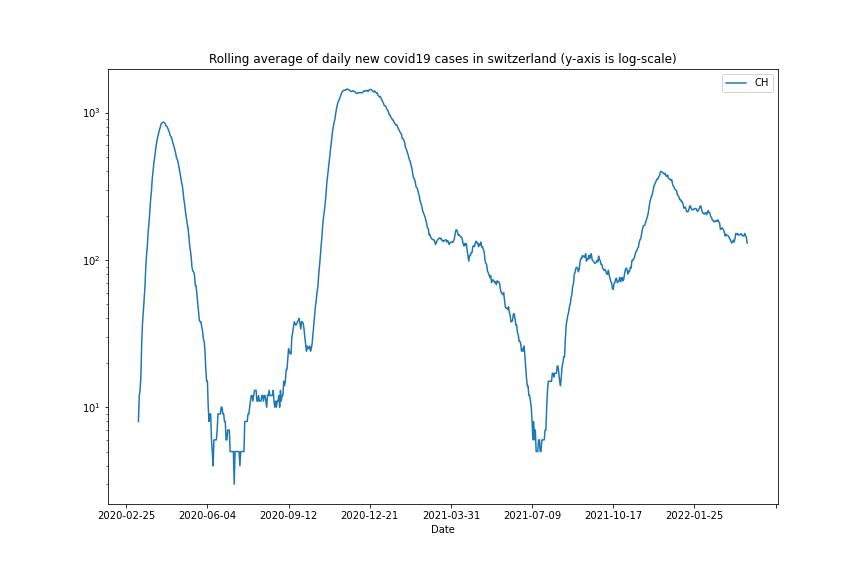 Rolling average of daily new covid19 cases in switzerland (y-axis is log-scale)
CH
10³
10²
10¹
2020-02-25 2020-06-04 2020-09-12 2020-12-21 2021-03-31 2021-07-09 2021-10-17 2022-01-25
Date